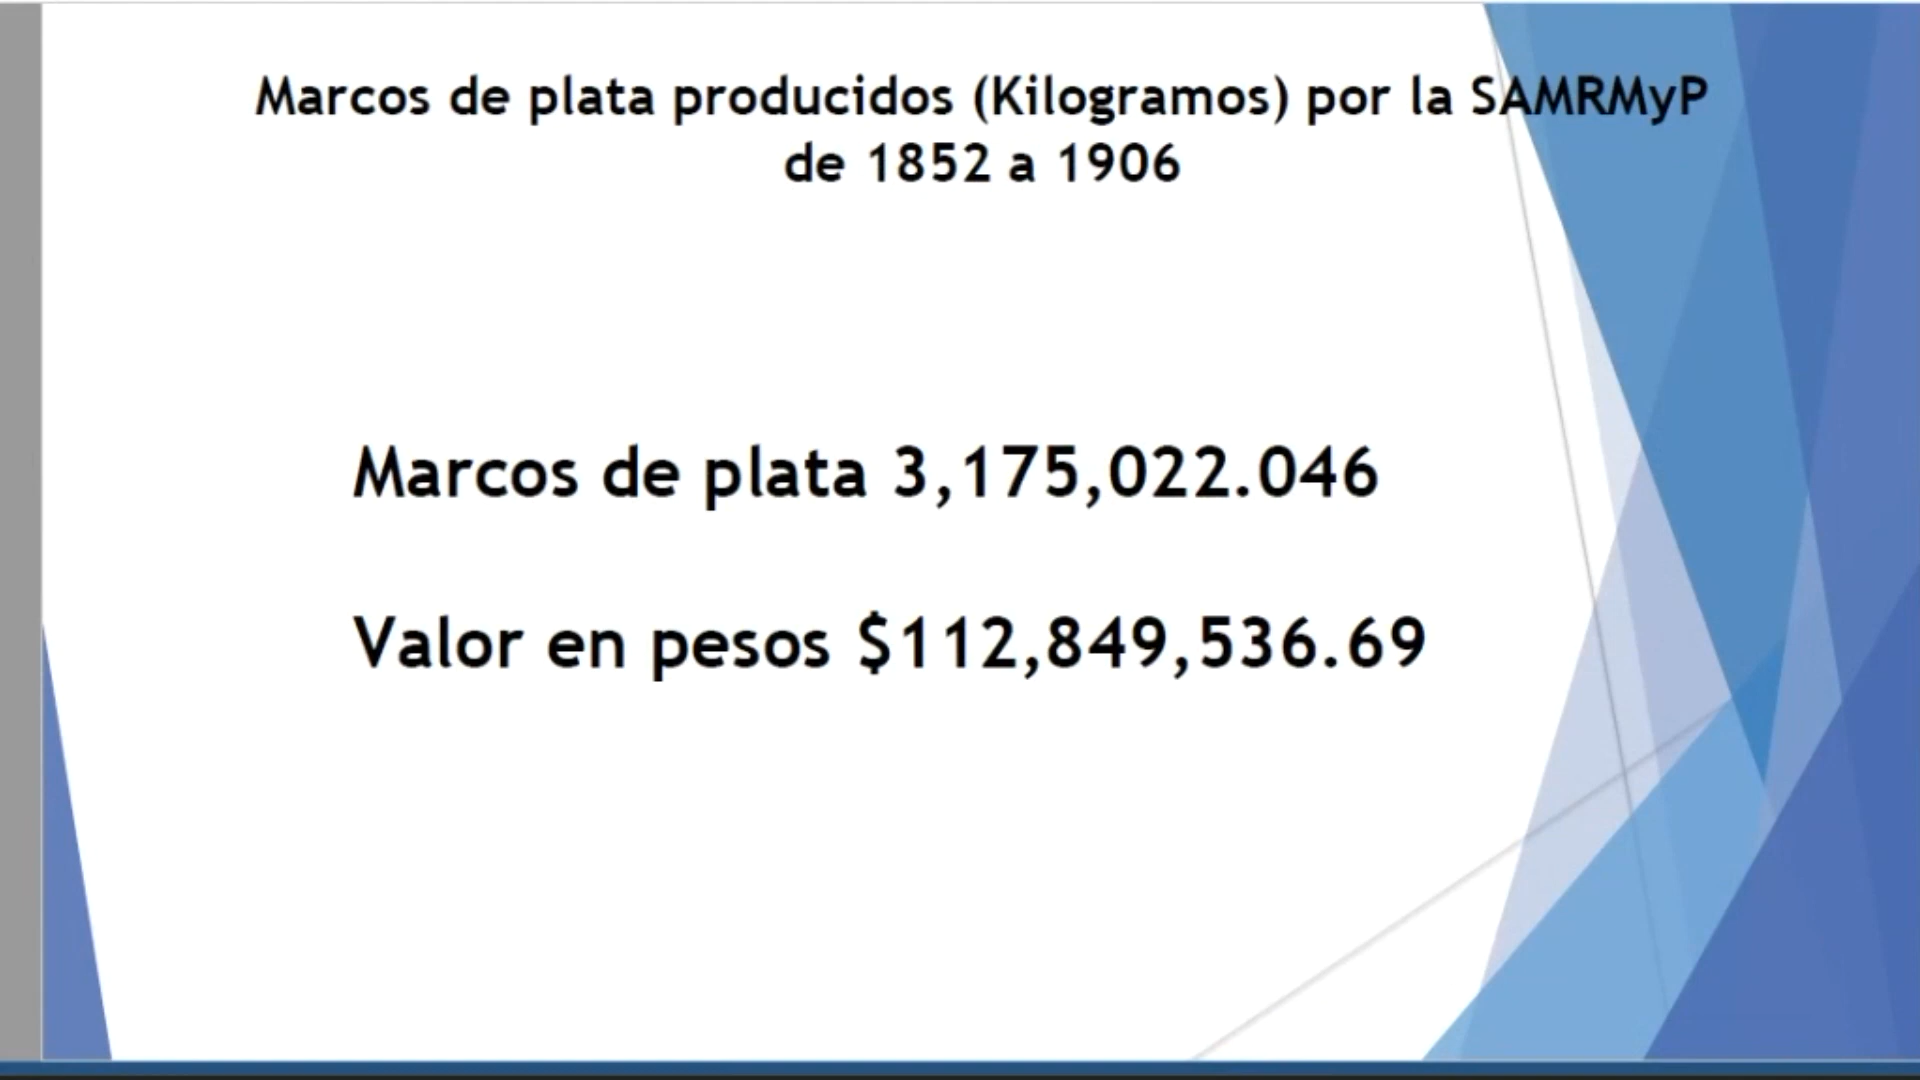 Marcos de plata producidos (Kilogramos) por la SAMRMyP
de 1852 a 1906
Marcos de plata 3,175,022.046
Valor en pesos $112,849,536.69